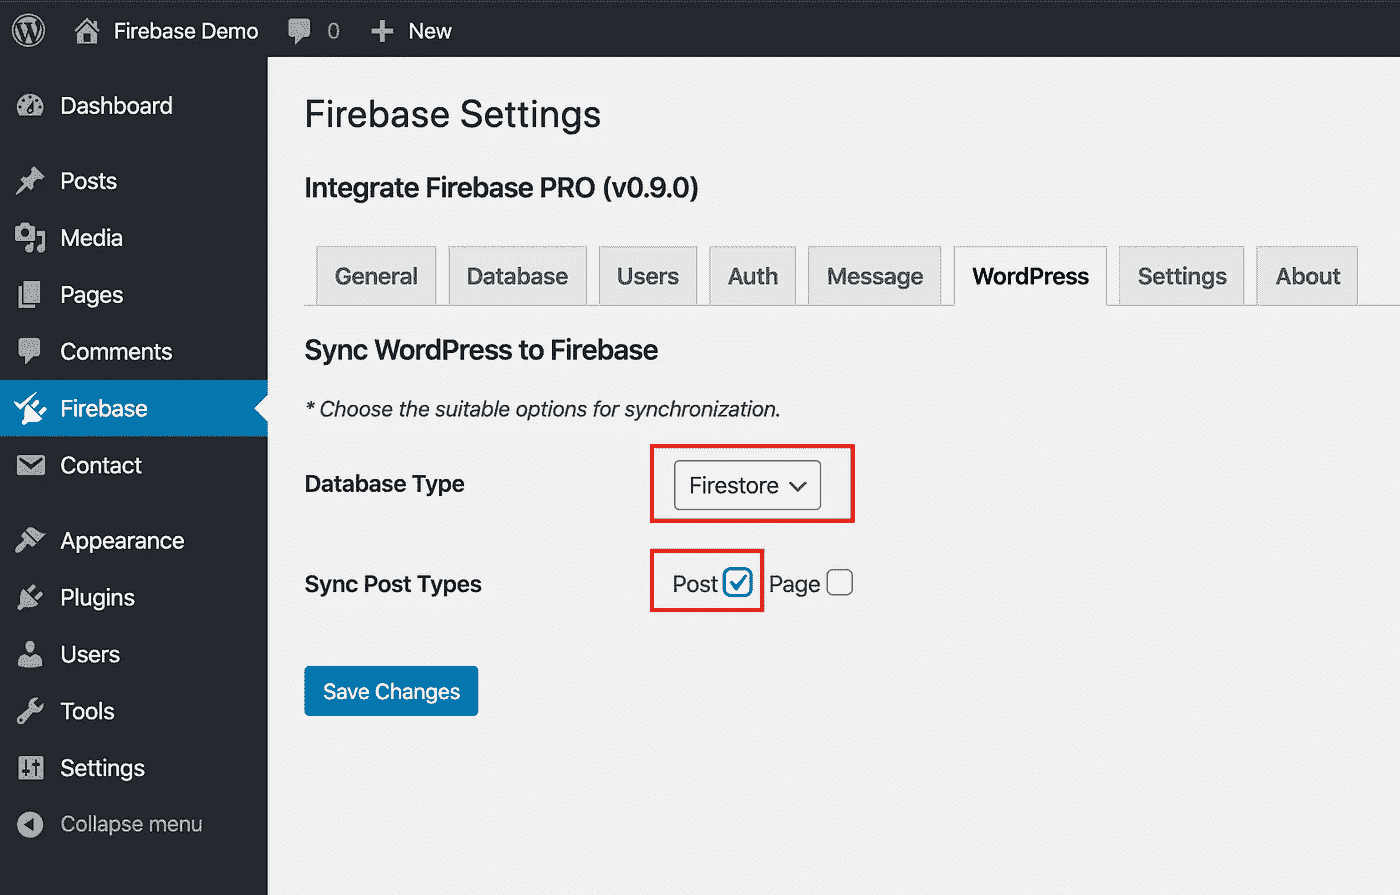 Firebase Demo 0 New
Dashboard
Posts
Media
Pages
Comments
Firebase
Contact
Appearance
Plugins
Users
Tools
Settings
Collapse menu
Firebase Settings
Integrate Firebase PRO (v0.9.0)
General Database Users Auth Message WordPress Settings About
Sync WordPress to Firebase
* Choose the suitable options for synchronization.
Database Type Firestore
Sync Post Types Post Page
Save Changes